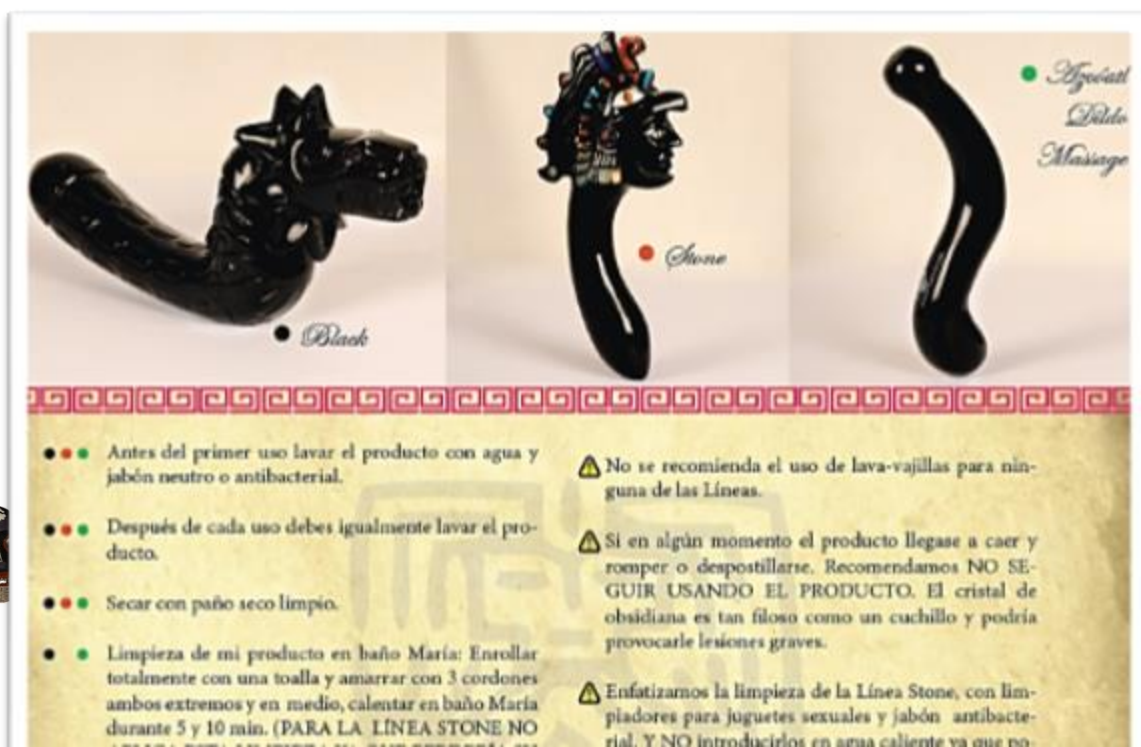 Azcóatl
Dildo
Massage
Stone
Black
Antes del primer uso lavar el producto con agua y
jabón neutro o antibacterial.
Después de cada uso debes igualmente lavar el pro-
ducto.
Secar con paño seco limpio.
Limpieza de mi producto en baño María: Enrollar
totalmente con una toalla y amarrar con 3 cordones
ambos extremos y en medio, calentar en baño María
durante 5 y 10 min. (PARA LA LÍNEA STONE NO
No se recomienda el uso de lava-vajillas para nin-
guna de las Líneas.
Si en algún momento el producto llegase a caer y
romper o despostillarse. Recomendamos NO SE-
GUIR USANDO EL PRODUCTO. El cristal de
obsidiana es tan filoso como un cuchillo y podría
provocarle lesiones graves.
Enfatizamos la limpieza de la Línea Stone, con lim-
piadores para juguetes sexuales y jabón antibacte-
rial. Y NO introducirlos en agua caliente ya que po-